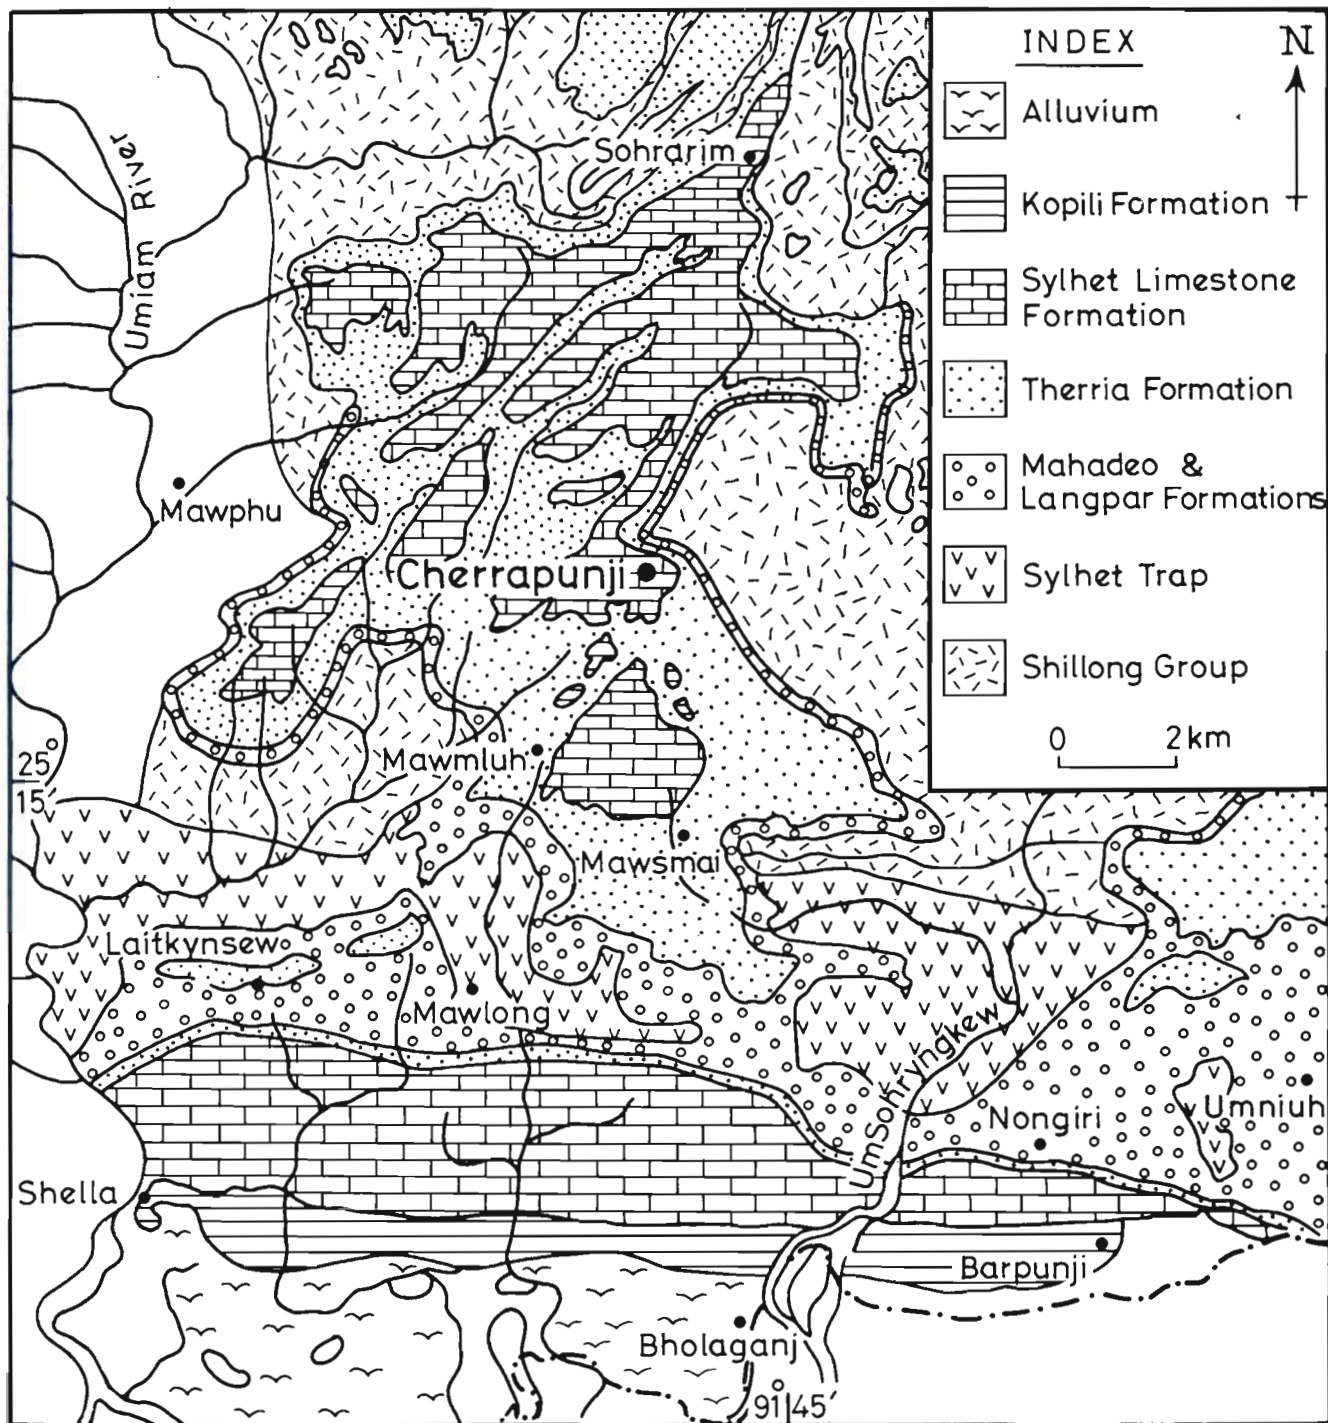 INDEX
N
Alluvium
Kopili Formation
Sylhet Limestone
Formation
Therria Formation
Mahadeo &
Langpar Formations
Sylhet Trap
Shillong Group
0 2km
Umiam River
Sohrarim
Mawphu
Cherrapunji
Mawmluh
25
15'
Mawsmai
Laitkynsew
Mawlong
UmSohryngkew
Nongiri
Umniuh
Shella
Barpunji
Bholaganj
91 45'